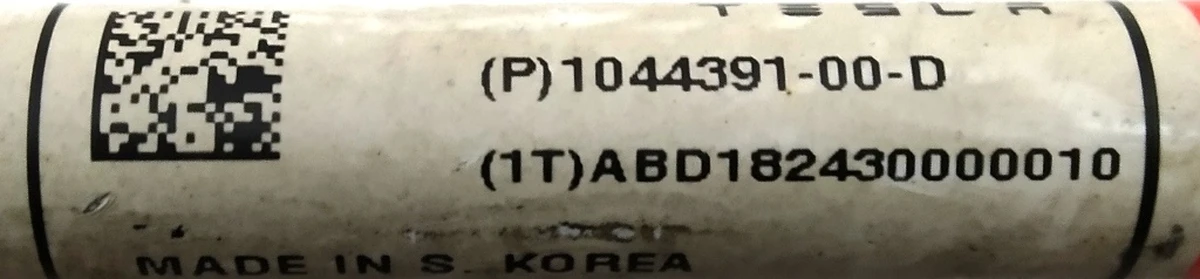 TESLA
(P)1044391-00-D
(1T)ABD182430000010
MADE IN S. KOREA